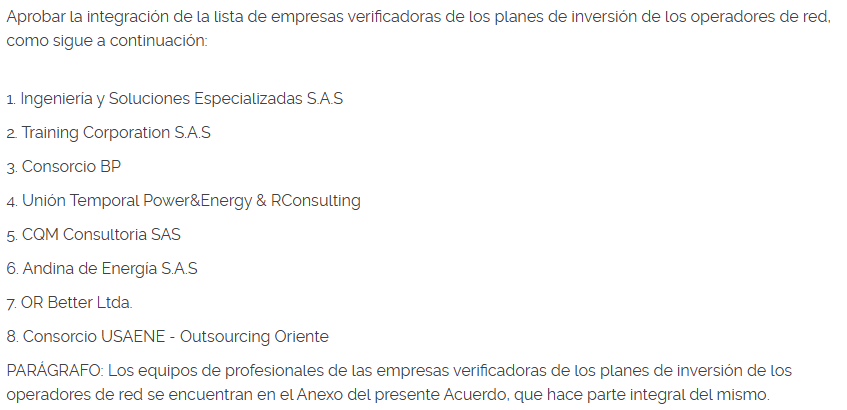 Aprobar la integración de la lista de empresas verificadoras de los planes de inversión de los operadores de red,
como sigue a continuación:
1. Ingeniería y Soluciones Especializadas S.A.S
2. Training Corporation S.A.S
3. Consorcio BP
4. Unión Temporal Power&Energy & RConsulting
5. CQM Consultoria SAS
6. Andina de Energía S.A.S
7. OR Better Ltda.
8. Consorcio USAENE - Outsourcing Oriente
PARÁGRAFO: Los equipos de profesionales de las empresas verificadoras de los planes de inversión de los
operadores de red se encuentran en el Anexo del presente Acuerdo, que hace parte integral del mismo.